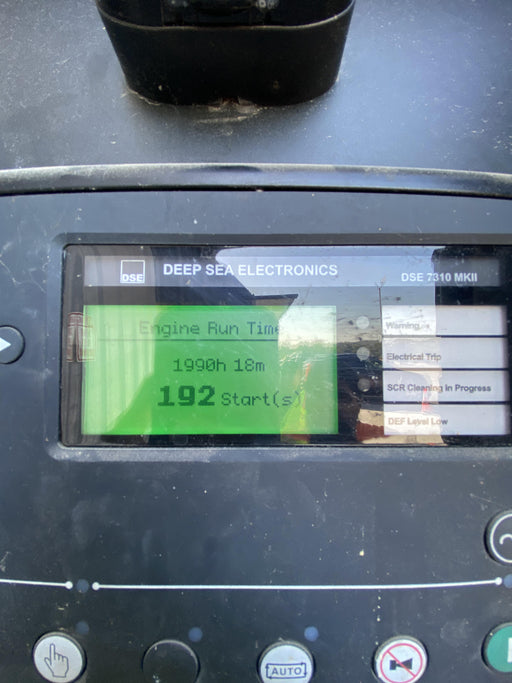 DSE
DEEP SEA ELECTRONICS
DSE 7310 MKII
Engine Run Time
1990h 18m
192 Start(s)
Warning
Electrical Trip
SCR Cleaning in Progress
DEF Level Low
AUTO